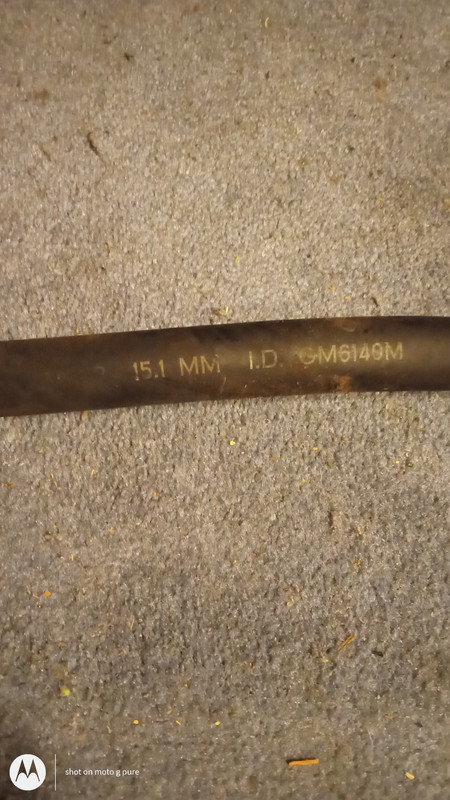 15.1 MM I.D. GM6149M
shot on moto g pure